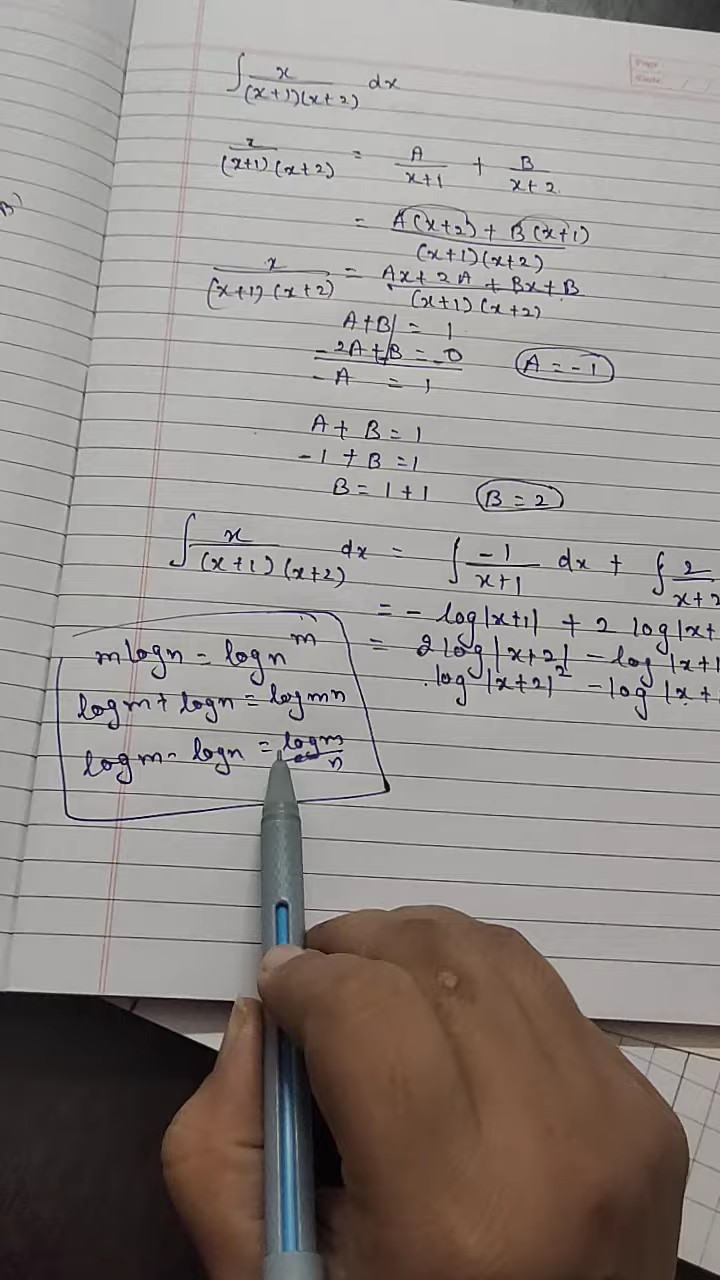 ∫ x/(x+1)(x+2) dx
x/(x+1)(x+2) = A/x+1 + B/x+2
= A(x+2) + B(x+1)/(x+1)(x+2)
x/(x+1)(x+2) = Ax + 2A + Bx + B/(x+1)(x+2)
A+B = 1
-2A+B = -0
A = -1
-A = 1
A + B = 1
-1 + B = 1
B = 1+1
B = 2
∫ x/(x+1)(x+2) dx = ∫ -1/x+1 dx + ∫ 2/x+2
= - log|x+1| + 2 log|x+
= 2 log|x+2| - log|x+1
log|x+2|² - log|x+
m log n = log n^m
log m + log n = log mn
log m - log n = log m/n